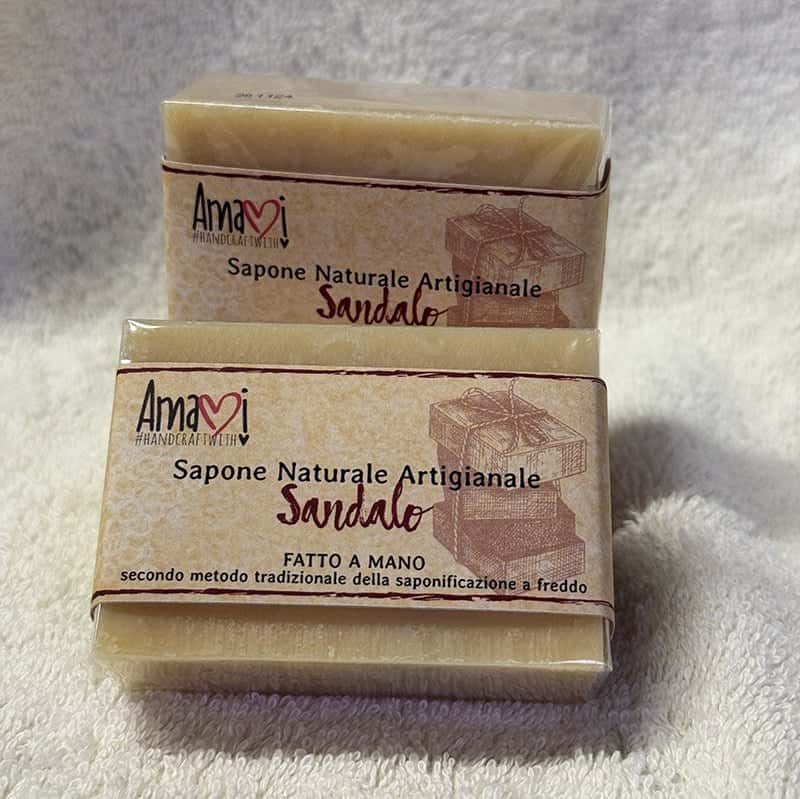 Amavi
#HANDCRAFTWITH♥
Sapone Naturale Artigianale
Sandalo
Amavi
#HANDCRAFTWITH♥
Sapone Naturale Artigianale
Sandalo
FATTO A MANO
secondo metodo tradizionale della saponificazione a freddo